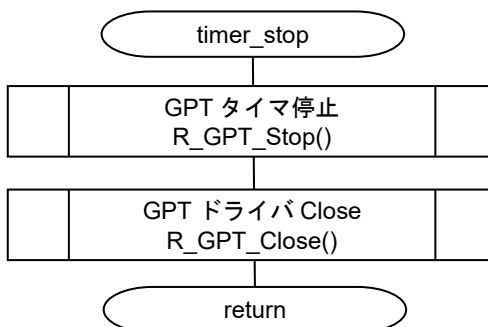 timer_stop
GPT タイマ停止
R_GPT_Stop()
GPT ドライバ Close
R_GPT_Close()
return